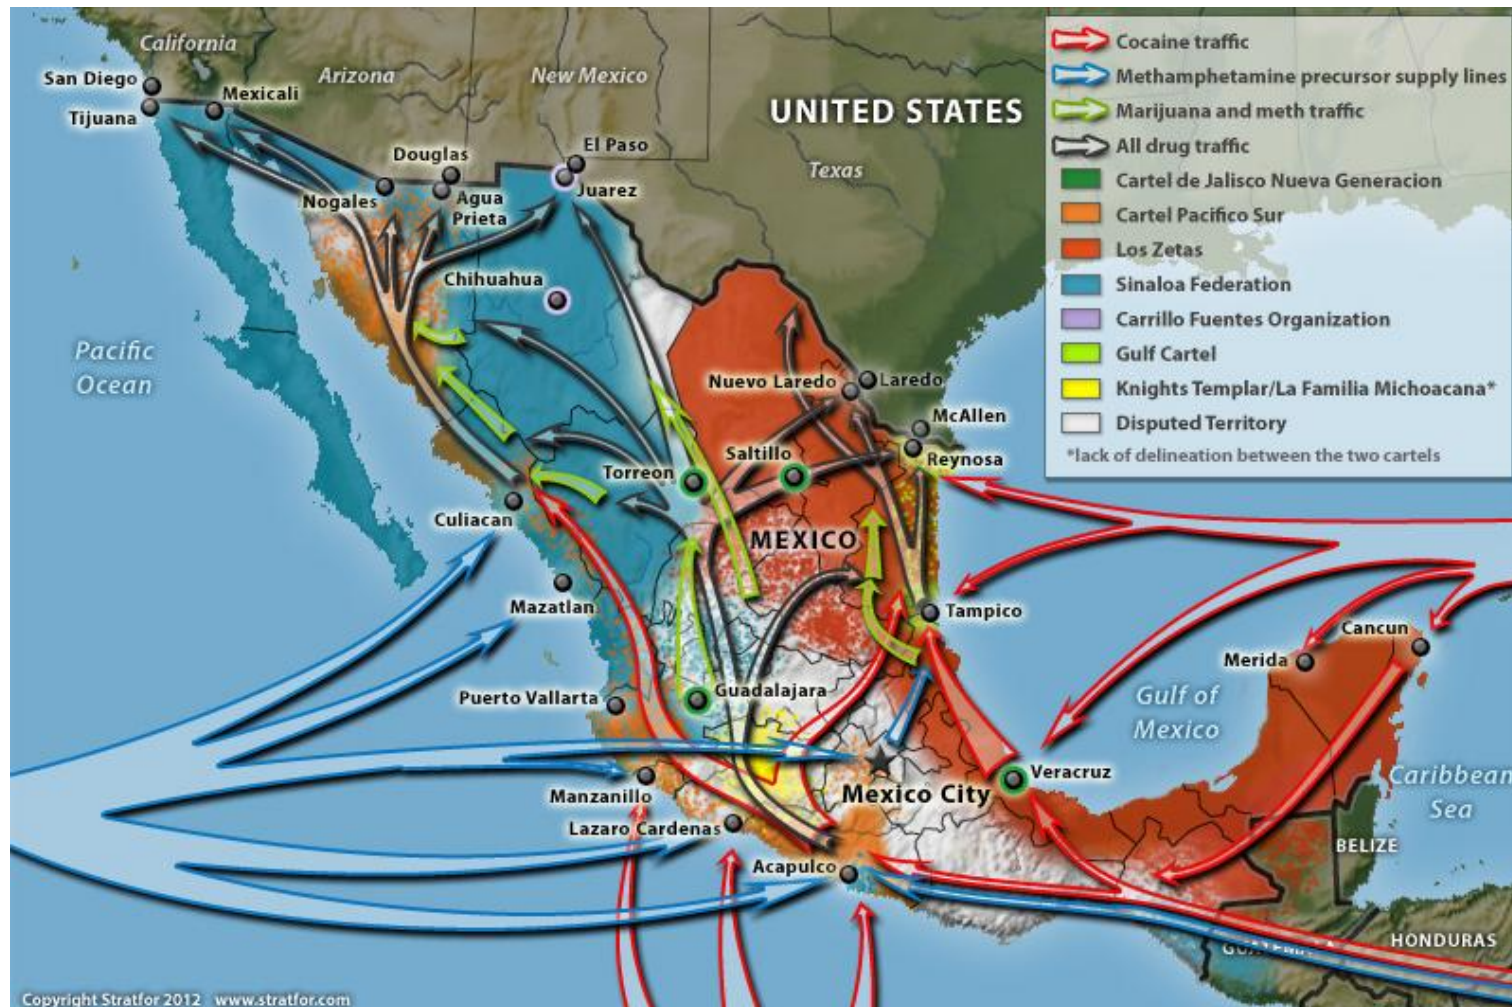 California
San Diego
Arizona
New Mexico
Mexicali
Tijuana
UNITED STATES
El Paso
Douglas
Texas
Nogales
Agua
Prieta
Juarez
Chihuahua
Pacific
Ocean
Nuevo Laredo
Laredo
McAllen
Saltillo
Reynosa
Torreon
Culiacan
MEXICO
Mazatlan
Tampico
Cancun
Merida
Puerto Vallarta
Guadalajara
Gulf of
Mexico
Manzanillo
Mexico City
Veracruz
Caribbean
Sea
Lazaro Cardenas
BELIZE
Acapulco
GUATEMALA
HONDURAS
Cocaine traffic
Methamphetamine precursor supply lines
Marijuana and meth traffic
All drug traffic
Cartel de Jalisco Nueva Generacion
Cartel Pacifico Sur
Los Zetas
Sinaloa Federation
Carrillo Fuentes Organization
Gulf Cartel
Knights Templar/La Familia Michoacana*
Disputed Territory
*lack of delineation between the two cartels
Copyright Stratfor 2012 www.stratfor.com